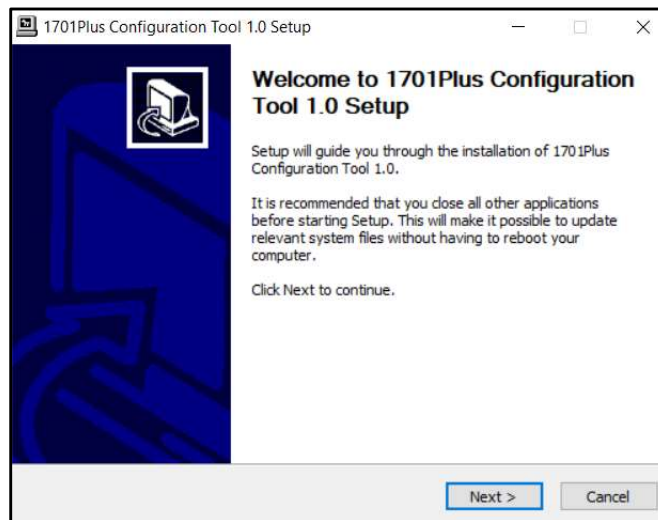 1701Plus Configuration Tool 1.0 Setup
Welcome to 1701Plus Configuration
Tool 1.0 Setup
Setup will guide you through the installation of 1701Plus
Configuration Tool 1.0.
It is recommended that you close all other applications
before starting Setup. This will make it possible to update
relevant system files without having to reboot your
computer.
Click Next to continue.
Next >
Cancel